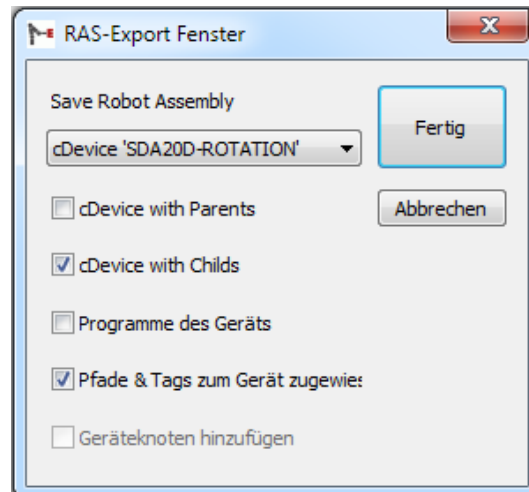 RAS-Export Fenster
Save Robot Assembly
cDevice 'SDA20D-ROTATION'
Fertig
cDevice with Parents
Abbrechen
cDevice with Childs
Programme des Geräts
Pfade & Tags zum Gerät zugewies
Geräteknoten hinzufügen